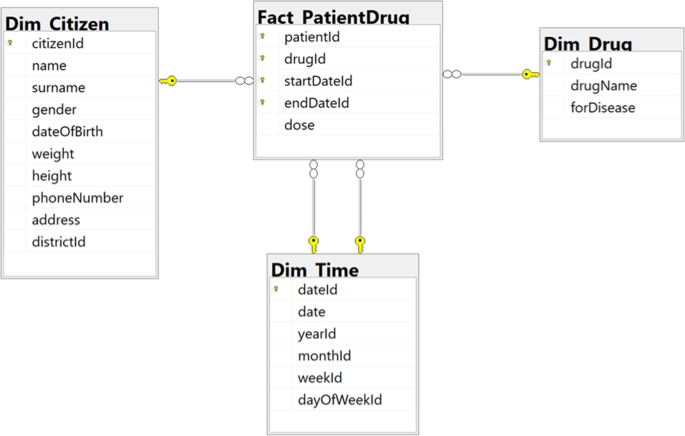 Dim_Citizen
citizenId
name
surname
gender
dateOfBirth
weight
height
phoneNumber
address
districtId
Fact_PatientDrug
patientId
drugId
startDateId
endDateId
dose
Dim_Drug
drugId
drugName
forDisease
Dim_Time
dateId
date
yearId
monthId
weekId
dayOfWeekId